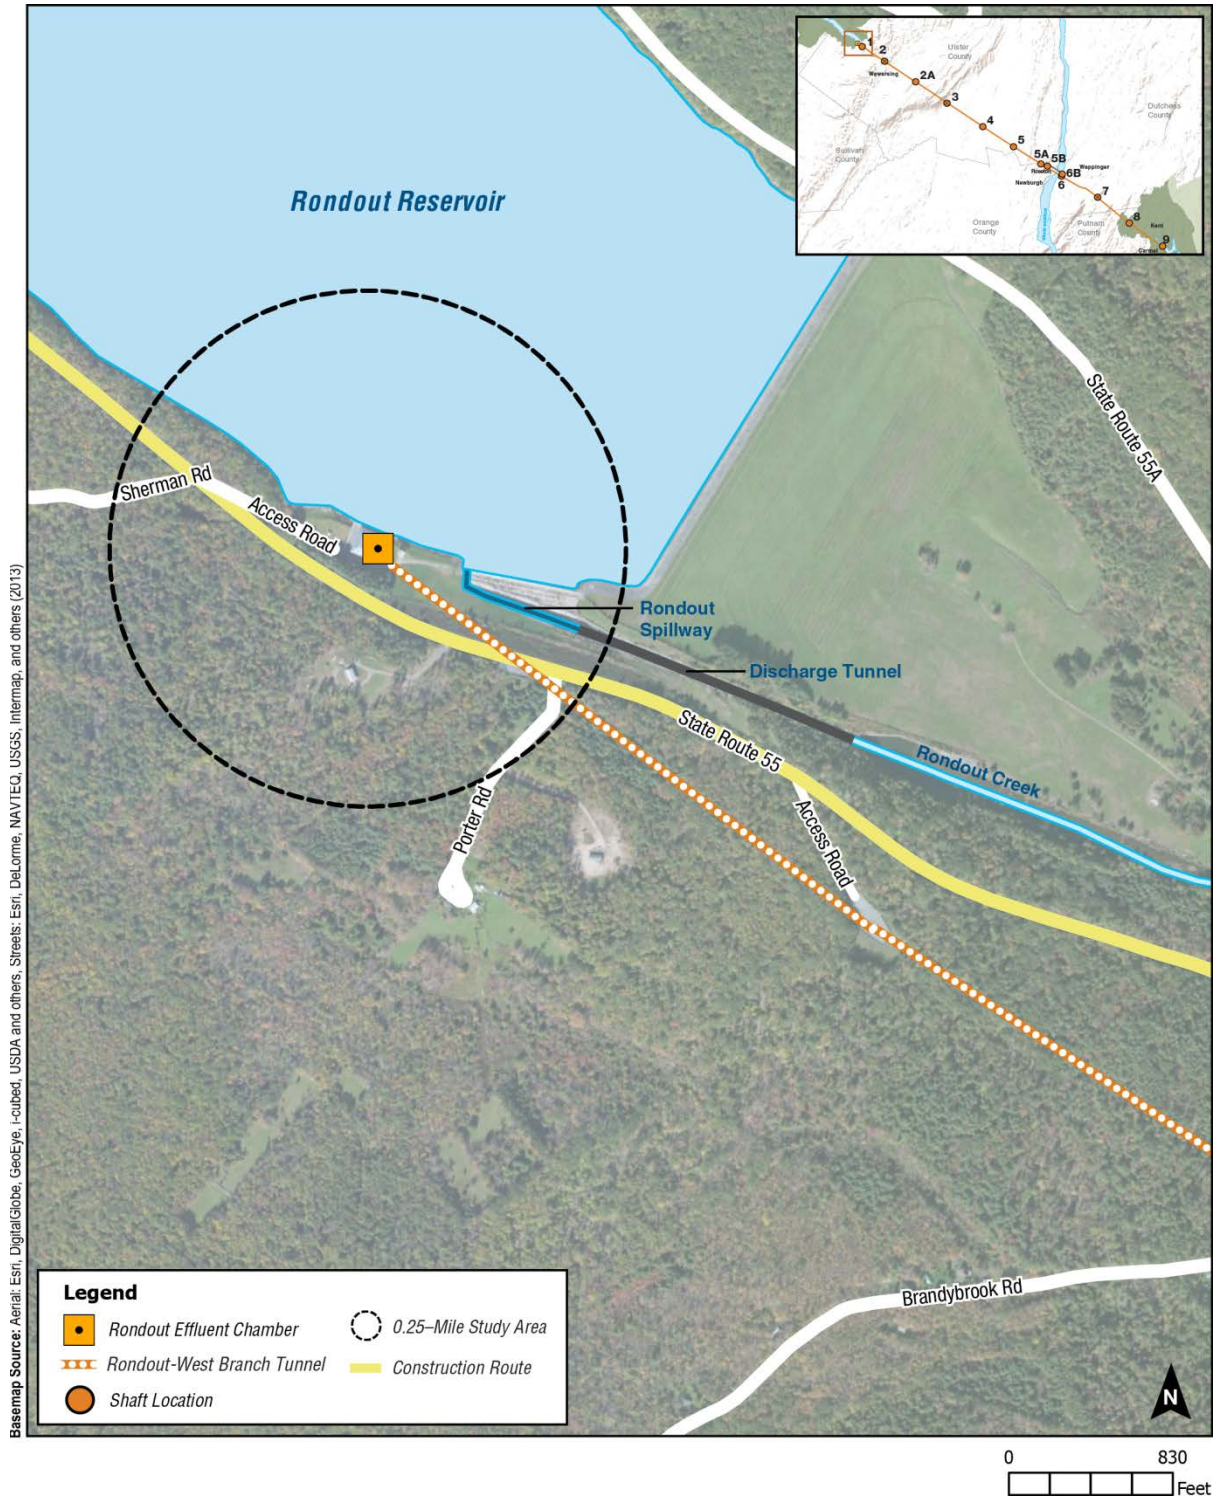 1
2
Wawarsing
2A
3
4
5
5A
5B
6B
6
7
8
9
Ulster
County
Dutchess
County
Sullivan
County
Wappinger
Newburgh
Orange
County
Putnam
County
Kent
Carmel
Rondout Reservoir
State Route 55A
Sherman Rd
Access Road
Rondout
Spillway
Discharge Tunnel
State Route 55
Rondout Creek
Porter Rd
Access Road
Brandybrook Rd
Basemap Source: Aerial: Esri, DigitalGlobe, GeoEye, i-cubed, USDA and others, Streets: Esri, DeLorme, NAVTEQ, USGS, Intermap, and others (2013)
Legend
Rondout Effluent Chamber
Rondout-West Branch Tunnel
Shaft Location
0.25–Mile Study Area
Construction Route
N
0 830
Feet